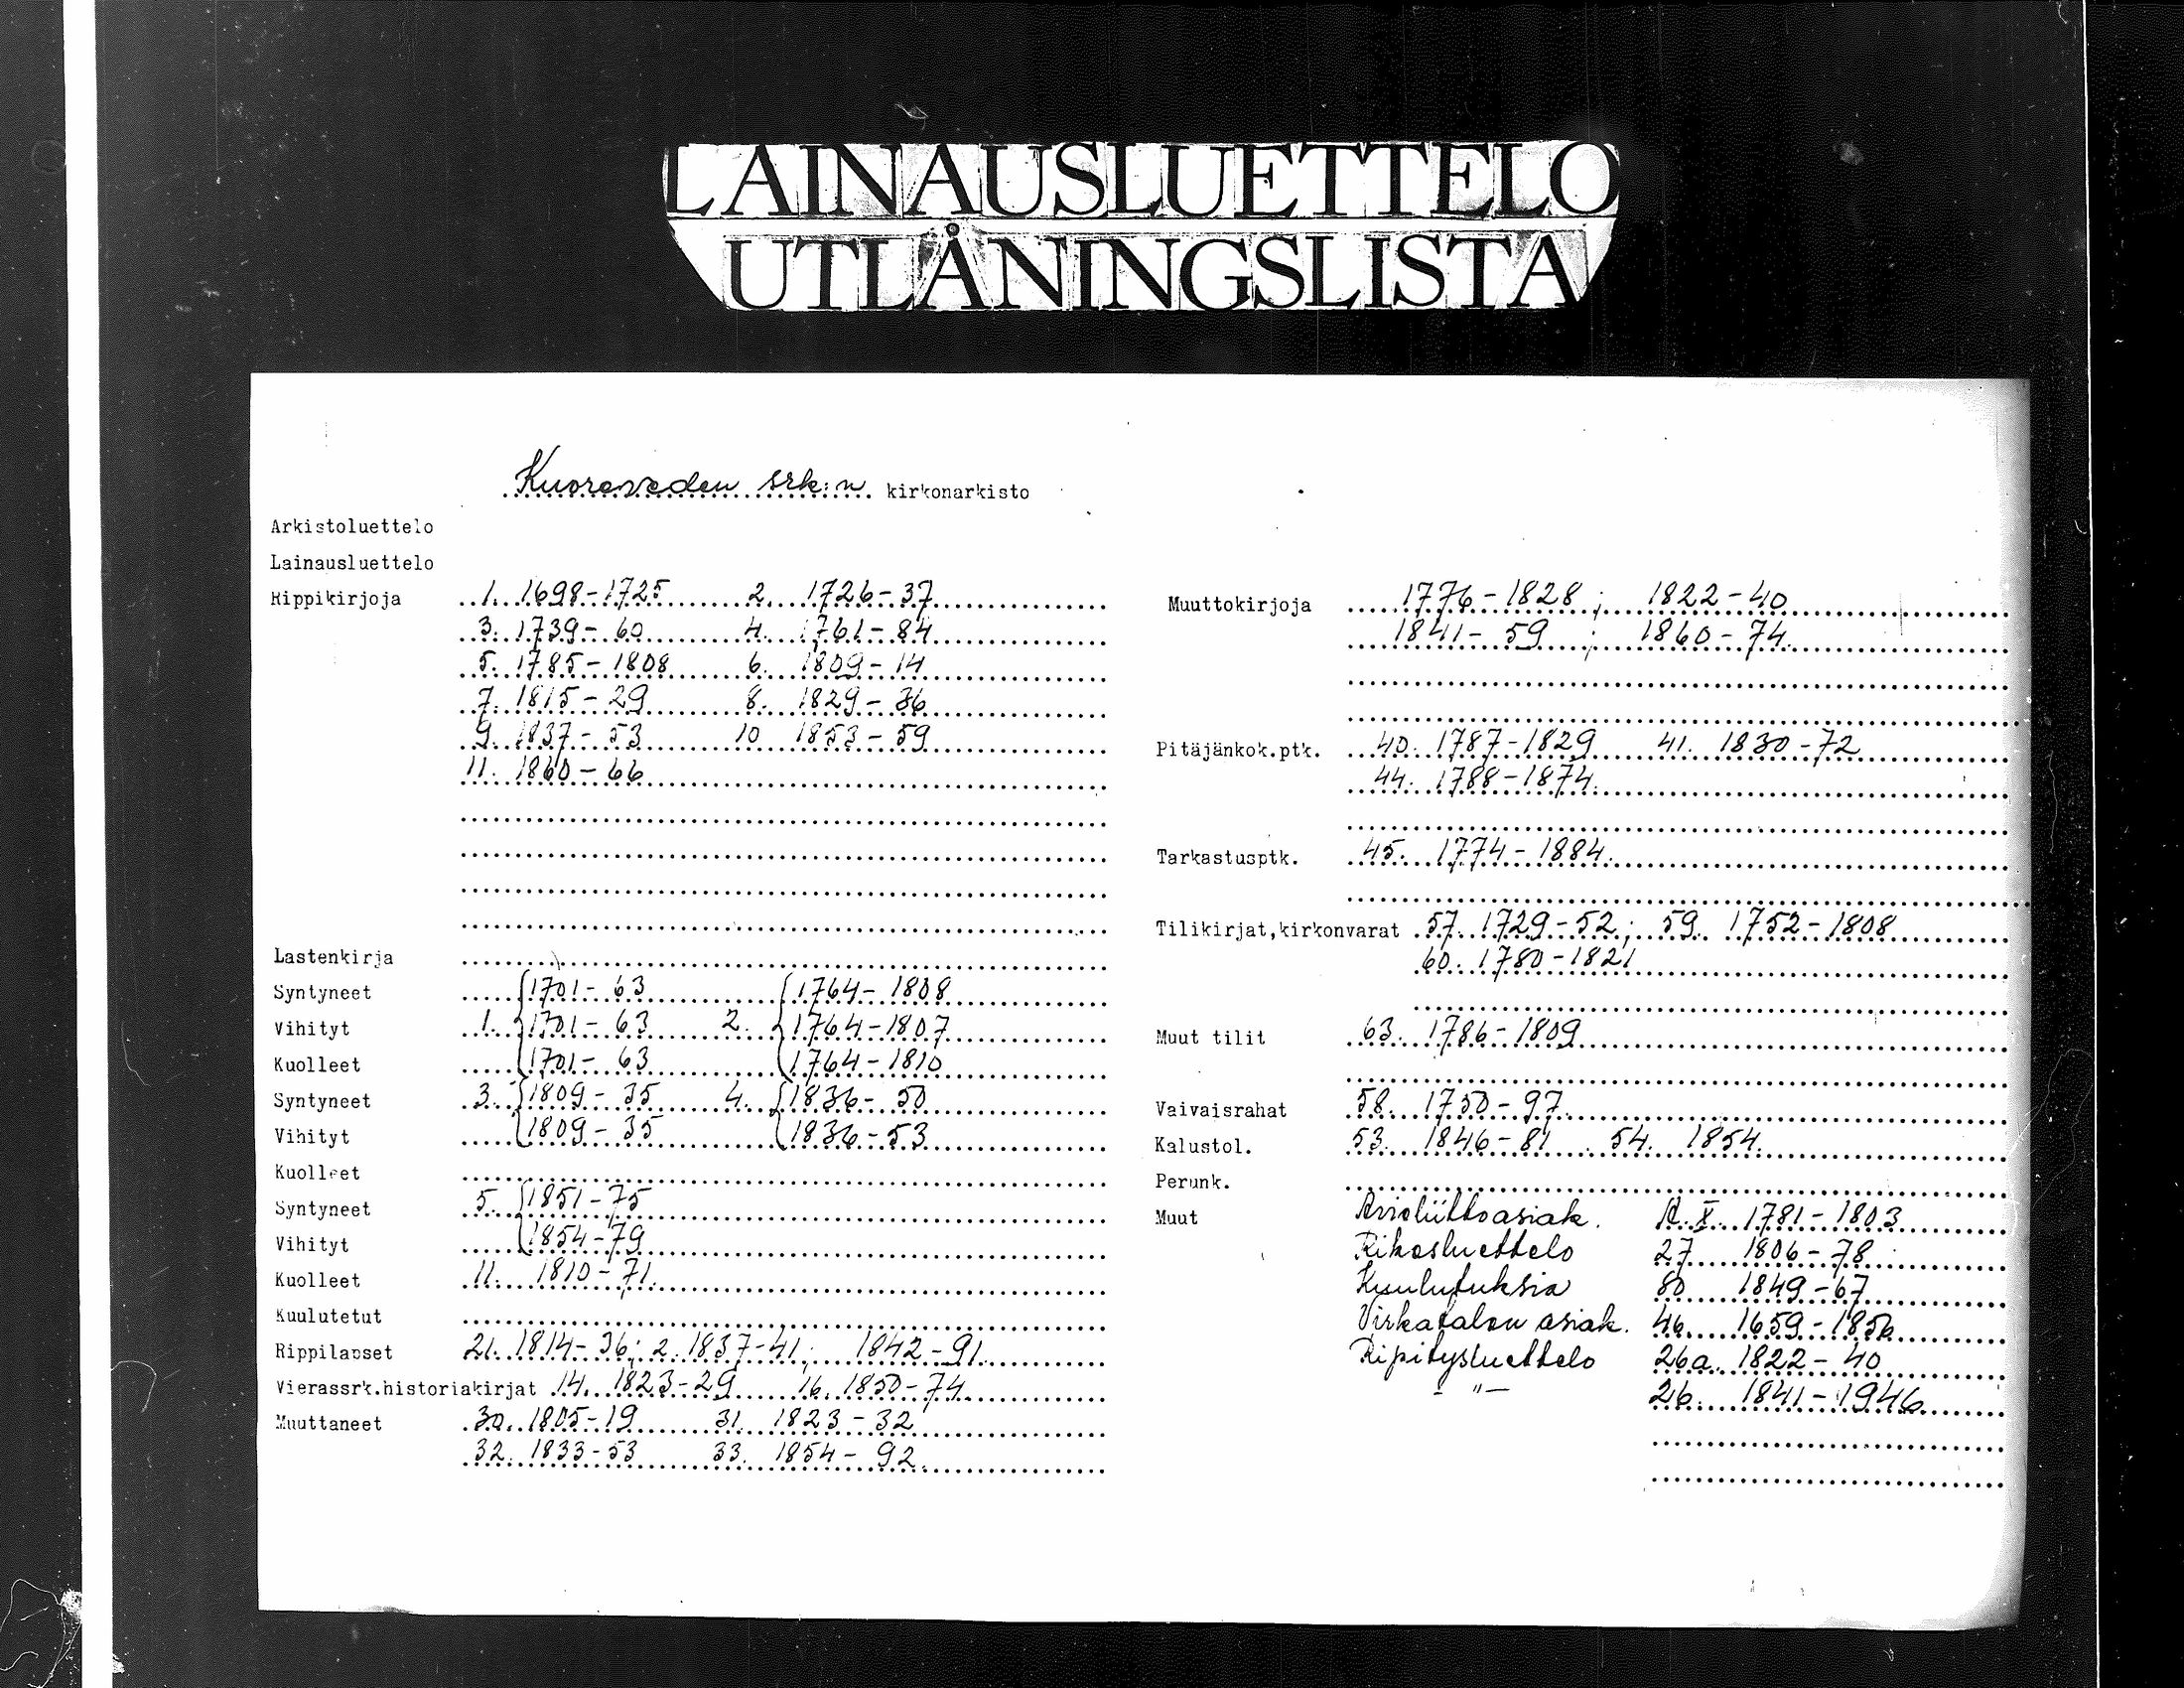 LAINAUSLUETTELO
UTLÅNINGSLISTA
Kuoreveden srk:n kirkonarkisto
Arkistoluettelo
Lainausluettelo
Rippikirjoja 1. 1698-1725 2. 1726-37
3. 1739-60 4. 1761-84
5. 1785-1808 6. 1809-14
7. 1815-29 8. 1829-36
9. 1837-53 10 1853-59
11. 1860-66
Lastenkirja
Syntyneet 1701-63 1764-1808
Vihityt 1. 1701-63 2. 1764-1807
Kuolleet 1701-63 1764-1810
Syntyneet 3. 1809-35 4. 1836-50
Vihityt 1809-35 1836-53
Kuolleet
Syntyneet 5. 1851-75
Vihityt 1854-79
Kuolleet 11. 1810-71.
Kuulutetut
Rippilapset 21. 1814-36; 2. 1837-41; 1842-91
Vierassrk.historiakirjat 14. 1823-29 16. 1850-74
Muuttaneet 30. 1805-19 31. 1823-32
32. 1833-53 33. 1854-92
Muuttokirjoja 1776-1828; 1822-40
1841-59 ; 1860-74
Pitäjänkok.ptk. 40. 1787-1829 41. 1830-72
44. 1788-1874
Tarkastusptk. 45. 1774-1884
Tilikirjat,kirkonvarat 57. 1729-52; 59. 1752-1808
60. 1780-1821
Muut tilit 63. 1786-1809
Vaivaisrahat 58. 1750-97
Kalustol. 53. 1846-81 54. 1854
Perunk.
Muut Avioliittoasiak. A. X. 1781-1803
Rikosluettelo 27 1806-78
Kuulutuksia 80 1849-67
Virkatalon asiak. 46. 1659-1856
Ripitysluettelo 26a. 1822-40
- " - 26. 1841-1946